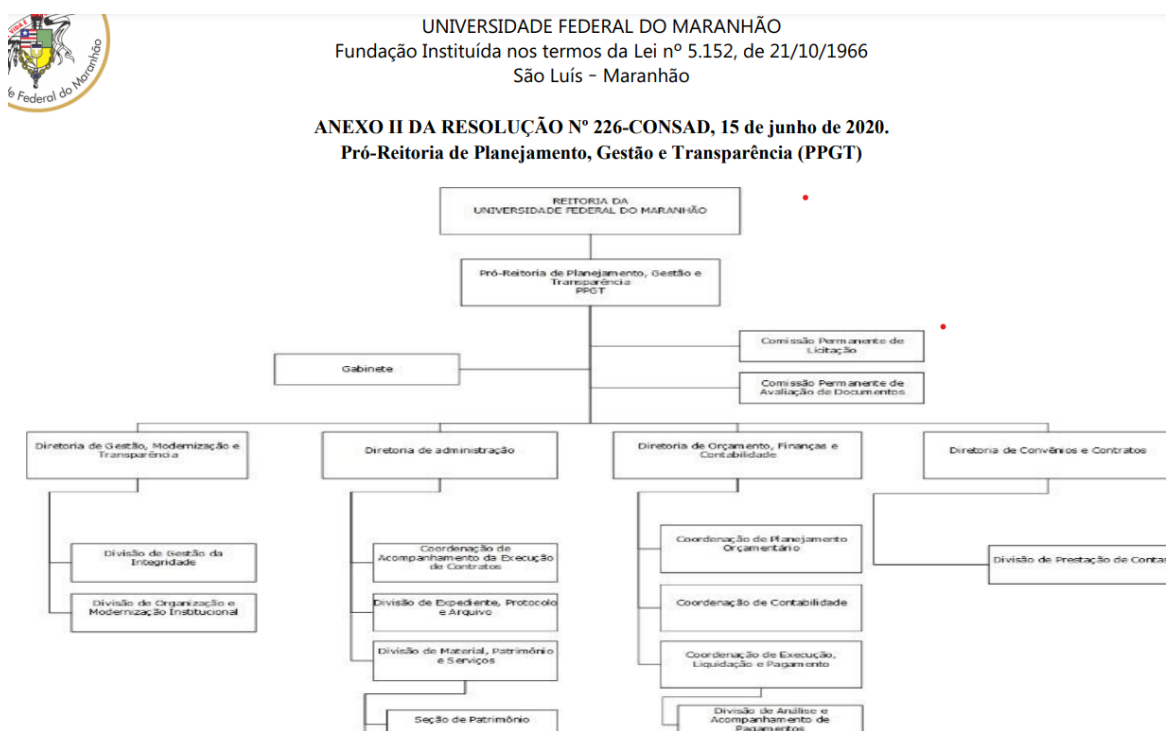 VIDA É
e Federal do Maranhão
UNIVERSIDADE FEDERAL DO MARANHÃO
Fundação Instituída nos termos da Lei nº 5.152, de 21/10/1966
São Luís – Maranhão
ANEXO II DA RESOLUÇÃO Nº 226-CONSAD, 15 de junho de 2020.
Pró-Reitoria de Planejamento, Gestão e Transparência (PPGT)
REITORIA DA
UNIVERSIDADE FEDERAL DO MARANHÃO
Pró-Reitoria de Planejamento, Gestão e
Transparência
PPGT
Comissão Permanente de
Licitação
Gabinete
Comissão Permanente de
Avaliação de Documentos
Diretoria de Gestão, Modernização e
Transparência
Diretoria de administração
Diretoria de Orçamento, Finanças e
Contabilidade
Diretoria de Convênios e Contratos
Divisão de Gestão da
Integridade
Divisão de Organização e
Modernização Institucional
Coordenação de
Acompanhamento da Execução
de Contratos
Divisão de Expediente, Protocolo
e Arquivo
Divisão de Material, Patrimônio
e Serviços
Seção de Patrimônio
Coordenação de Planejamento
Orçamentário
Coordenação de Contabilidade
Coordenação de Execução,
Liquidação e Pagamento
Divisão de Análise e
Acompanhamento de
Pagamentos
Divisão de Prestação de Contas